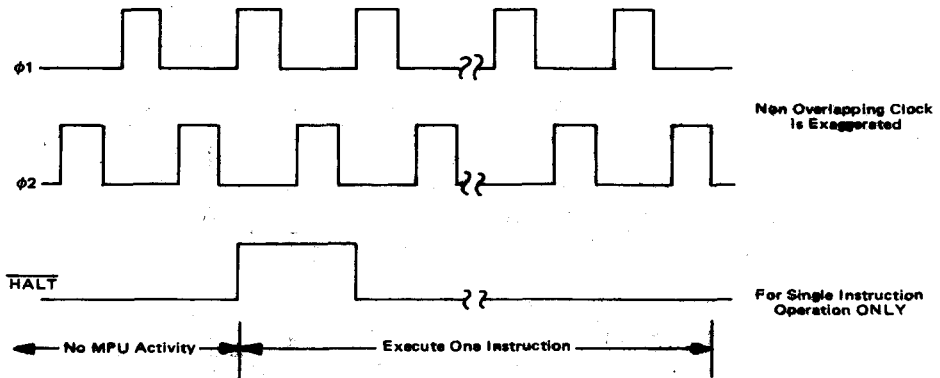 ϕ1
Non Overlapping Clock
is Exaggerated
ϕ2
HALT
For Single Instruction
Operation ONLY
No MPU Activity
Execute One Instruction